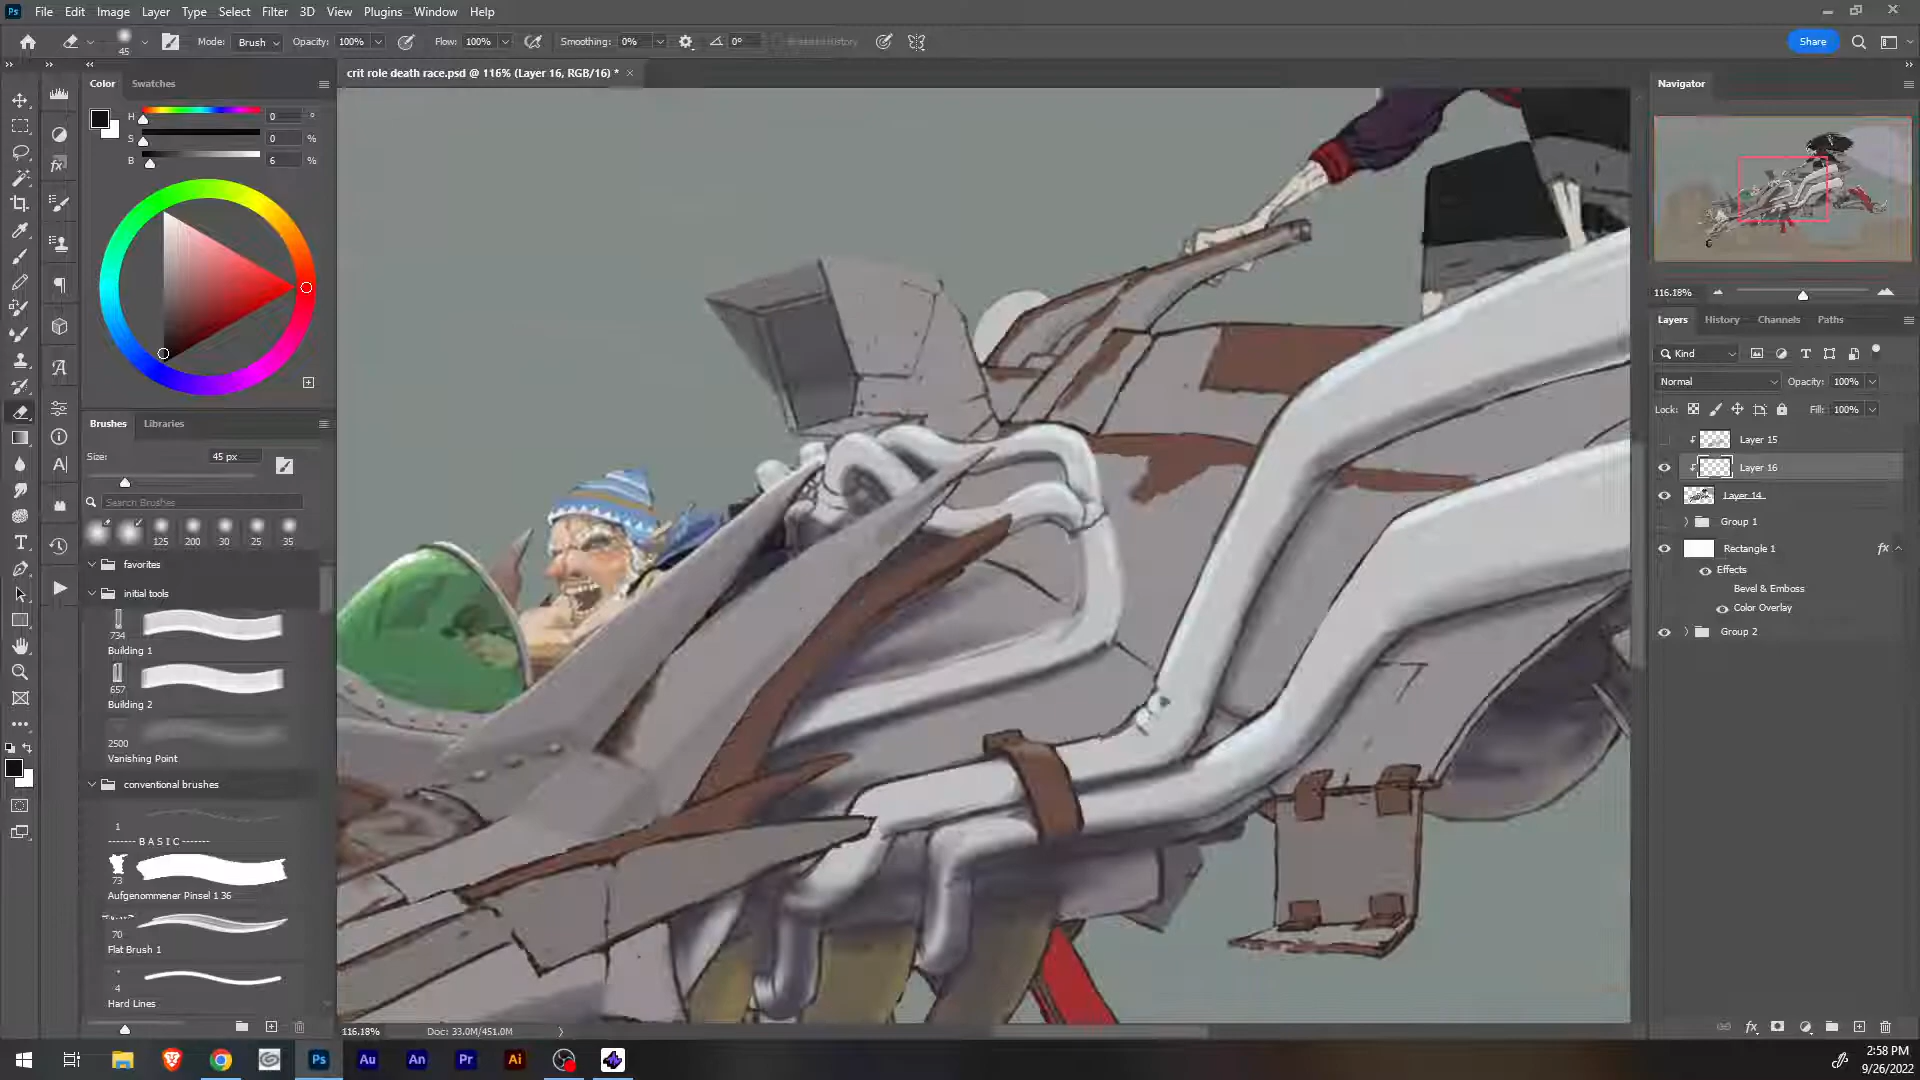 Ps File Edit Image Layer Type Select Filter 3D View Plugins Window Help
45 Mode: Brush Opacity: 100% Flow: 100% Smoothing: 0% 0° Share
crit role death race.psd @ 116% (Layer 16, RGB/16) *
Color Swatches
H 0 °
S 0 %
B 6 %
Brushes Libraries
Size: 45 px
Search Brushes
125 200 30 25 35
favorites
initial tools
734
Building 1
657
Building 2
2500
Vanishing Point
conventional brushes
1
------- B A S I C -------
73
Aufgenommener Pinsel 1 36
70
Flat Brush 1
4
Hard Lines
Navigator
116.18%
Layers History Channels Paths
Kind
Normal Opacity: 100%
Lock: Fill: 100%
Layer 15
Layer 16
Layer 14
Group 1
Rectangle 1 fx
Effects
Bevel & Emboss
Color Overlay
Group 2
116.18% Doc: 33.0M/451.0M
Ps Au An Pr Ai
2:58 PM
9/26/2022